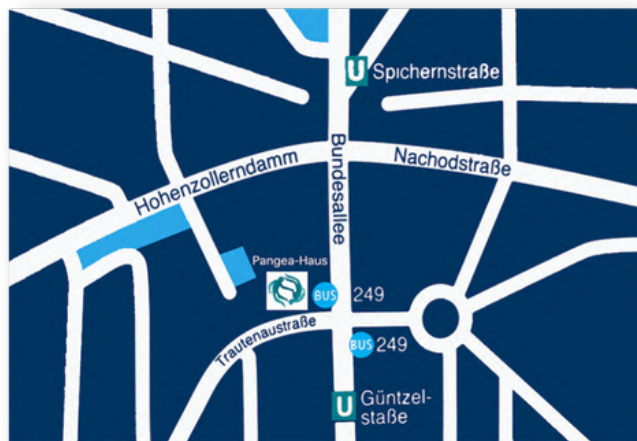 U Spichernstraße
Hohenzollerndamm
Bundesallee
Nachodstraße
Pangea-Haus
BUS 249
Trautenaustraße
BUS 249
U Güntzel-
staße